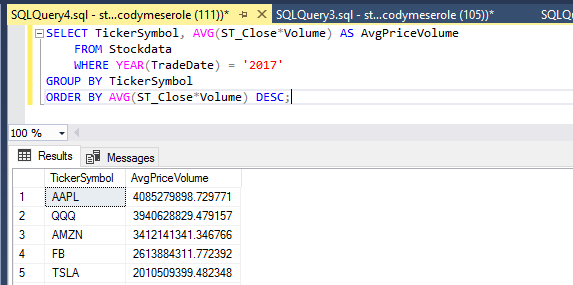 SQLQuery4.sql - st...codymeserole (111))* SQLQuery3.sql - st...codymeserole (105))* SQLQu
SELECT TickerSymbol, AVG(ST_Close*Volume) AS AvgPriceVolume
FROM Stockdata
WHERE YEAR(TradeDate) = '2017'
GROUP BY TickerSymbol
ORDER BY AVG(ST_Close*Volume) DESC;
100 %
Results Messages
TickerSymbol AvgPriceVolume
1 AAPL 4085279898.729771
2 QQQ 3940628829.479157
3 AMZN 3412141341.346766
4 FB 2613884311.772392
5 TSLA 2010509399.482348